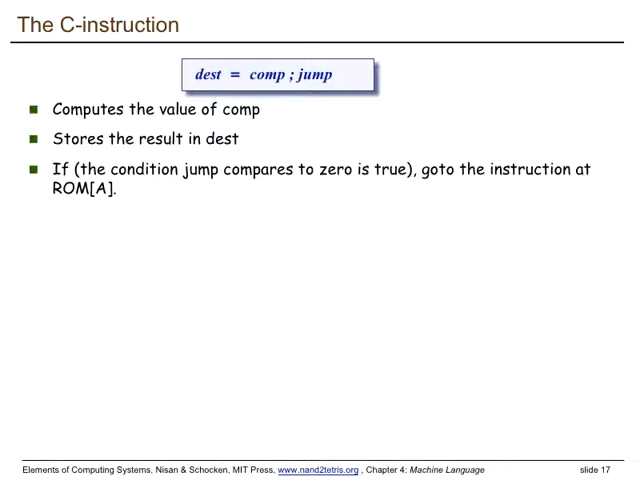 The C-instruction
dest = comp ; jump
Computes the value of comp
Stores the result in dest
If (the condition jump compares to zero is true), goto the instruction at
ROM[A].
Elements of Computing Systems, Nisan & Schocken, MIT Press, www.nand2tetris.org , Chapter 4: Machine Language slide 17